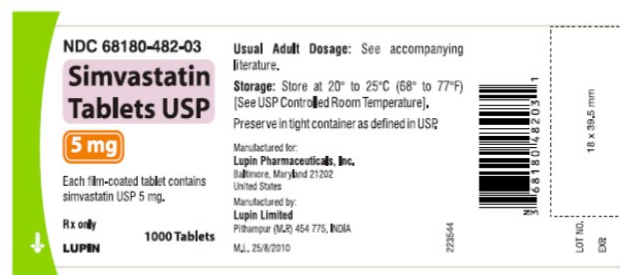 NDC 68180-482-03
Simvastatin
Tablets USP
5 mg
Each film-coated tablet contains
simvastatin USP 5 mg.
Rx only
1000 Tablets
LUPIN
Usual Adult Dosage: See accompanying
literature.
Storage: Store at 20° to 25°C (68° to 77°F)
[See USP Controlled Room Temperature].
Preserve in tight container as defined in USP.
Manufactured for:
Lupin Pharmaceuticals, Inc.
Baltimore, Maryland 21202
United States
Manufactured by:
Lupin Limited
Pithampur (M.P.) 454 775, INDIA
M.L. 25/8/2010
223544
N
3 68180 48203 1
18 x 39.5 mm
LOT NO.
EXP.